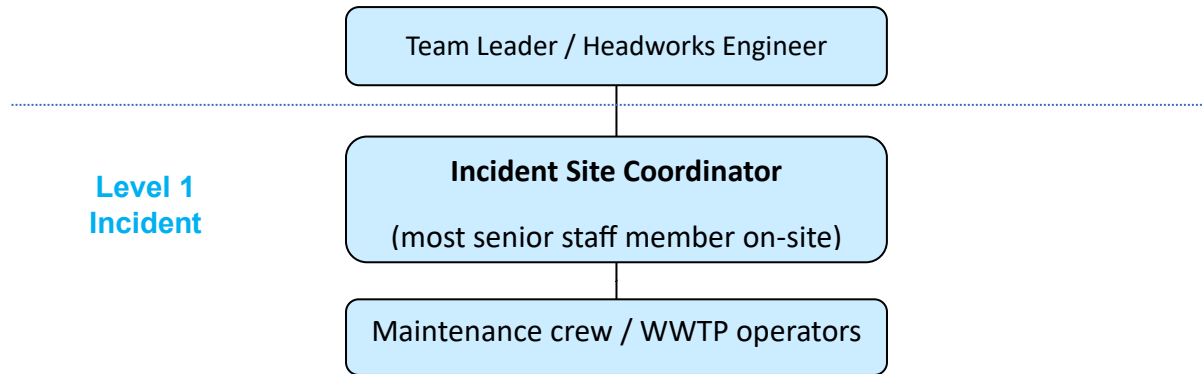 Team Leader / Headworks Engineer
Level 1
Incident
Incident Site Coordinator
(most senior staff member on-site)
Maintenance crew / WWTP operators